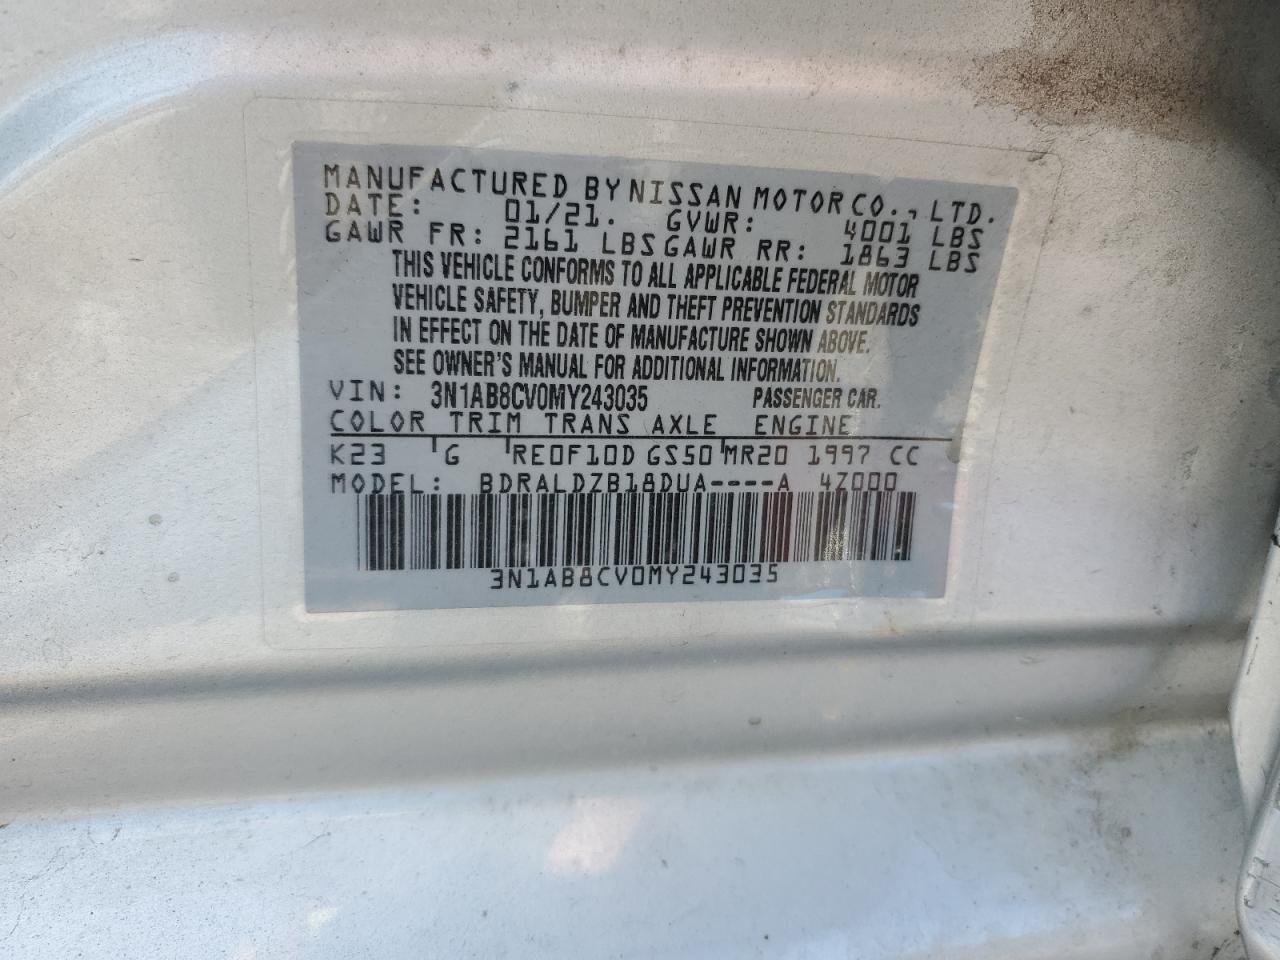 MANUFACTURED BY NISSAN MOTOR CO., LTD.
DATE: 01/21. GVWR: 4001 LBS
GAWR FR: 2161 LBS GAWR RR: 1863 LBS
THIS VEHICLE CONFORMS TO ALL APPLICABLE FEDERAL MOTOR
VEHICLE SAFETY, BUMPER AND THEFT PREVENTION STANDARDS
IN EFFECT ON THE DATE OF MANUFACTURE SHOWN ABOVE.
SEE OWNER'S MANUAL FOR ADDITIONAL INFORMATION.
VIN: 3N1AB8CV0MY243035 PASSENGER CAR.
COLOR TRIM TRANS AXLE ENGINE
K23 G RE0F10D GS50 MR20 1997 CC
MODEL: BDRALDZB18DUA----A 4Z000
3N1AB8CV0MY243035